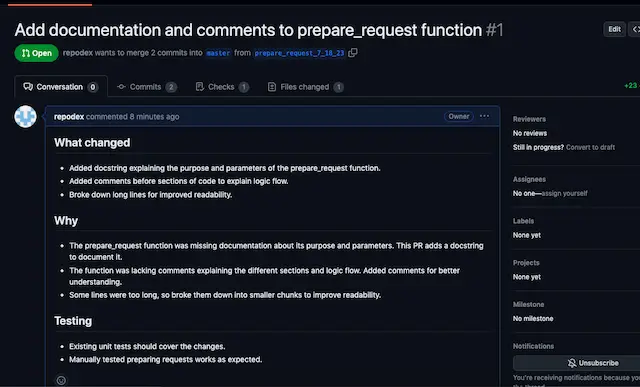 Add documentation and comments to prepare_request function #1
Edit
Open repodex wants to merge 2 commits into master from prepare_request_7_18_23
Conversation 0 Commits 2 Checks 1 Files changed 1
+23
repodex commented 8 minutes ago Owner
What changed
Added docstring explaining the purpose and parameters of the prepare_request function.
Added comments before sections of code to explain logic flow.
Broke down long lines for improved readability.
Why
The prepare_request function was missing documentation about its purpose and parameters. This PR adds a docstring
to document it.
The function was lacking comments explaining the different sections and logic flow. Added comments for better
understanding.
Some lines were too long, so broke them down into smaller chunks to improve readability.
Testing
Existing unit tests should cover the changes.
Manually tested preparing requests works as expected.
Reviewers
No reviews
Still in progress? Convert to draft
Assignees
No one—assign yourself
Labels
None yet
Projects
None yet
Milestone
No milestone
Notifications
Unsubscribe
You're receiving notifications because you